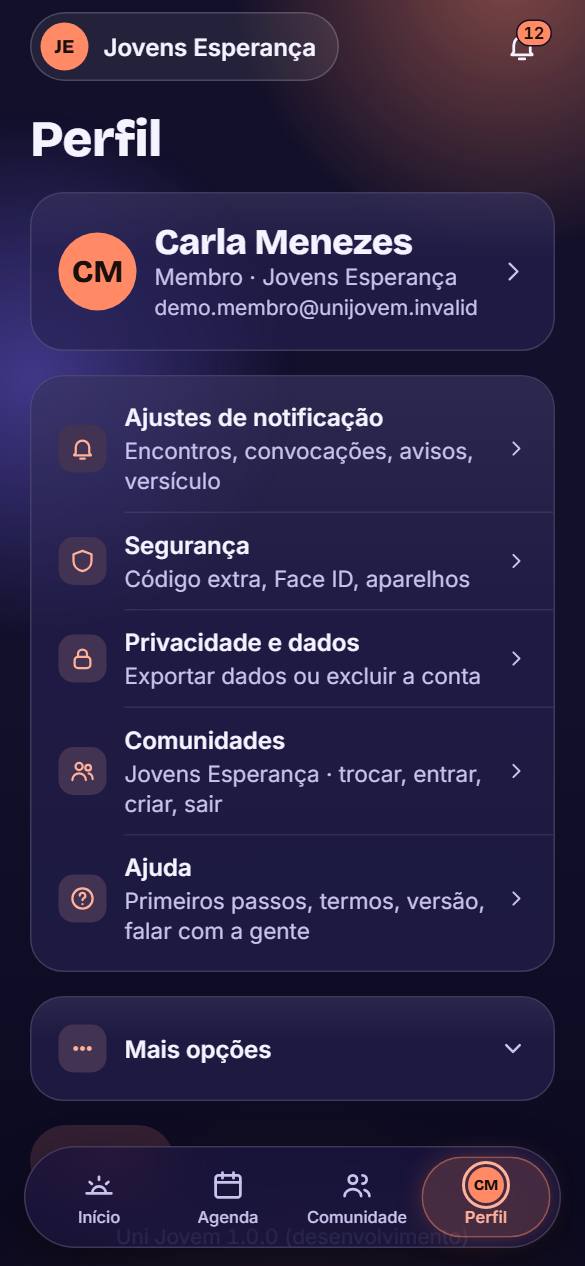 JE Jovens Esperança 12
Perfil
CM
Carla Menezes
Membro · Jovens Esperança
demo.membro@unijovem.invalid
Ajustes de notificação
Encontros, convocações, avisos,
versículo
Segurança
Código extra, Face ID, aparelhos
Privacidade e dados
Exportar dados ou excluir a conta
Comunidades
Jovens Esperança · trocar, entrar,
criar, sair
Ajuda
Primeiros passos, termos, versão,
falar com a gente
Mais opções
CM
Início Agenda Comunidade Perfil
Uni Jovem 1.0.0 (desenvolvimento)